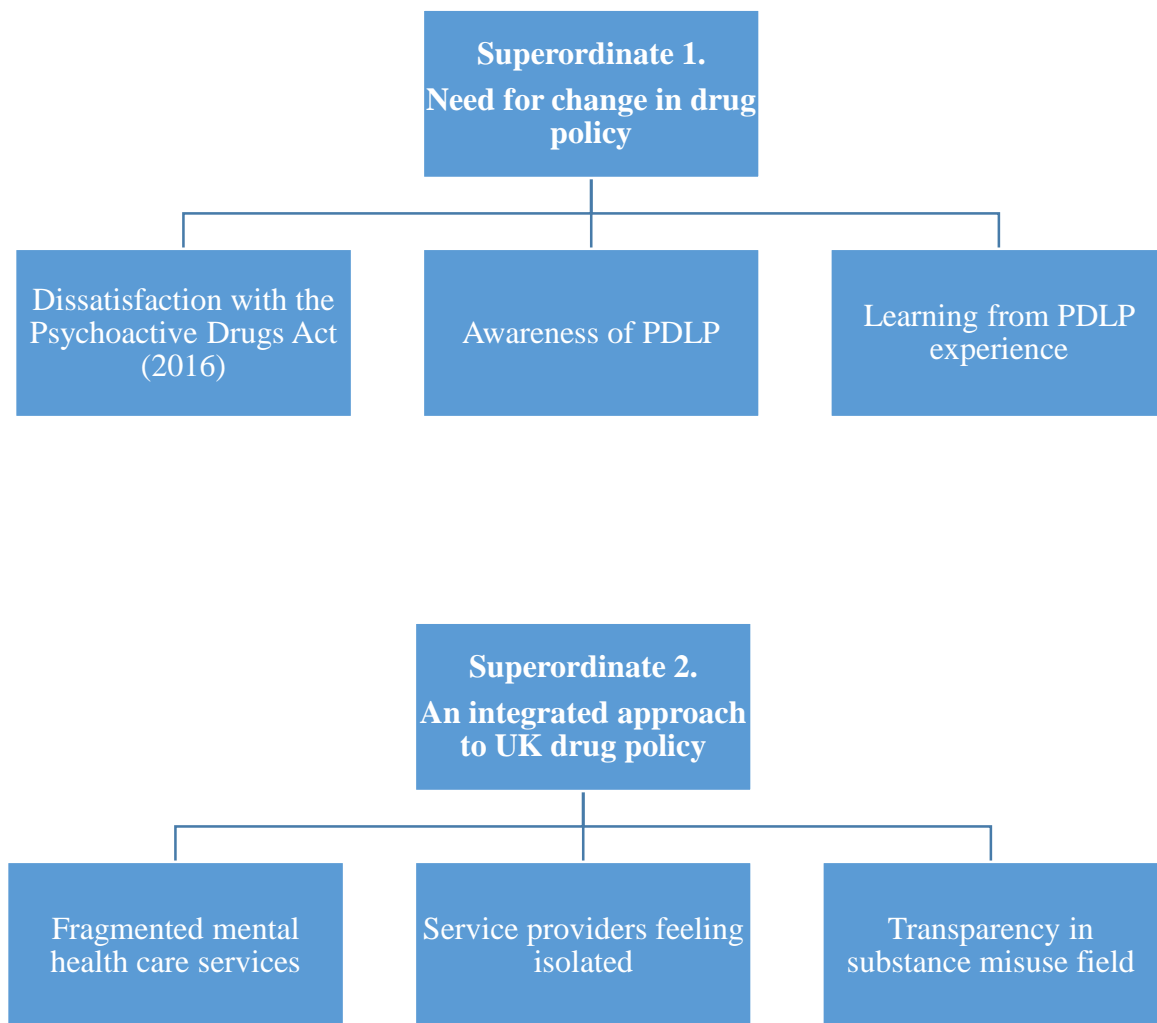 Superordinate 1.
Need for change in drug
policy
Dissatisfaction with the
Psychoactive Drugs Act
(2016)
Awareness of PDLP
Learning from PDLP
experience
Superordinate 2.
An integrated approach
to UK drug policy
Fragmented mental
health care services
Service providers feeling
isolated
Transparency in
substance misuse field